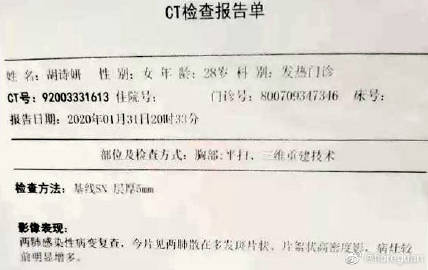 CT检查报告单
姓名:胡诗妍 性别:女 年龄:28岁 科别:发热门诊
CT号:92003331613 住院号: 门诊号:800709347346 床号:
报告日期:2020年01月31日20时33分
部位及检查方式:胸部:平扫、三维重建技术
检查方法:基线SN 层厚5mm
影像表现:
两肺感染性病变复查,今片见两肺散在多发斑片状、片絮状高密度影,病灶较
前明显增多。